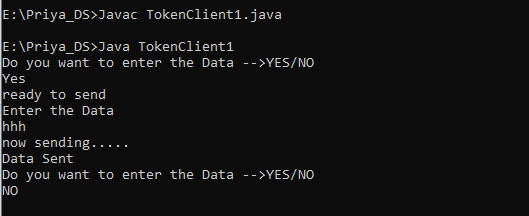 E:\Priya_DS>Javac TokenClient1.java
E:\Priya_DS>Java TokenClient1
Do you want to enter the Data -->YES/NO
Yes
ready to send
Enter the Data
hhh
now sending.....
Data Sent
Do you want to enter the Data -->YES/NO
NO